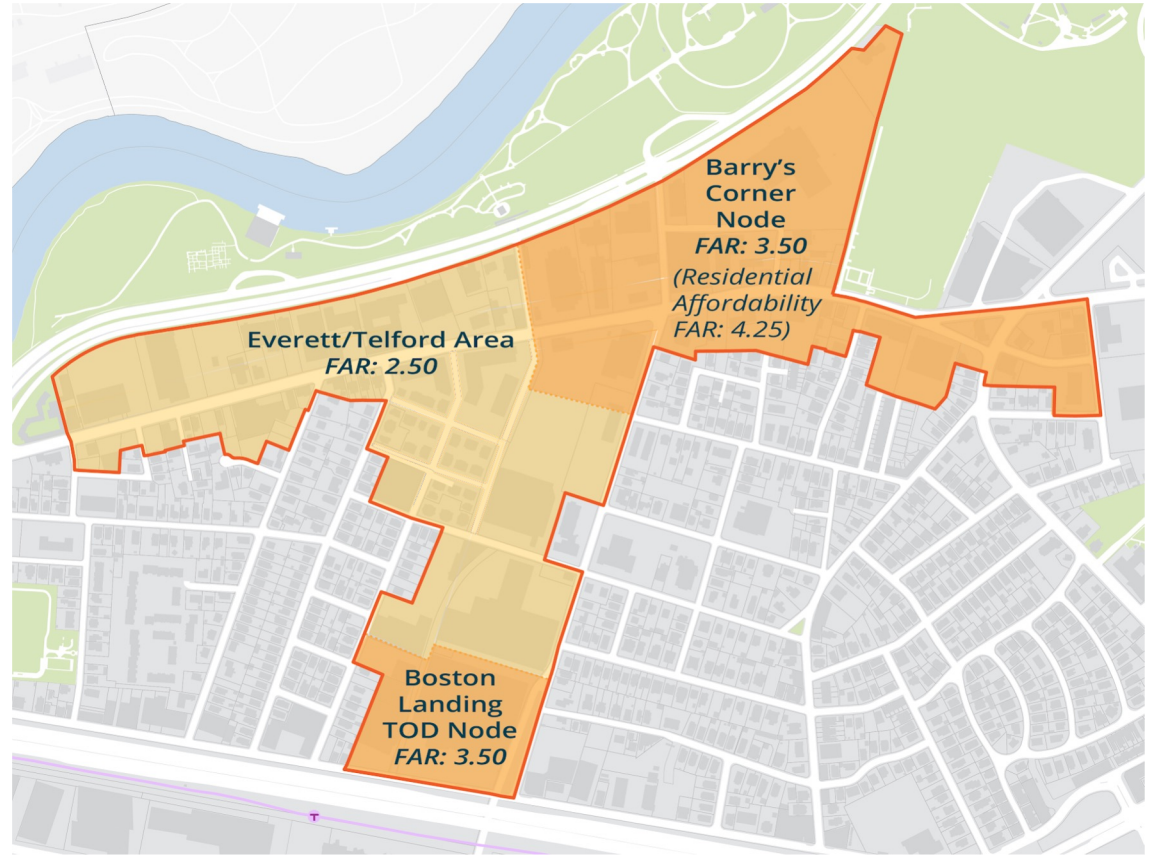 Barry’s
Corner
Node
FAR: 3.50
(Residential
Affordability
FAR: 4.25)
Everett/Telford Area
FAR: 2.50
Boston
Landing
TOD Node
FAR: 3.50
T